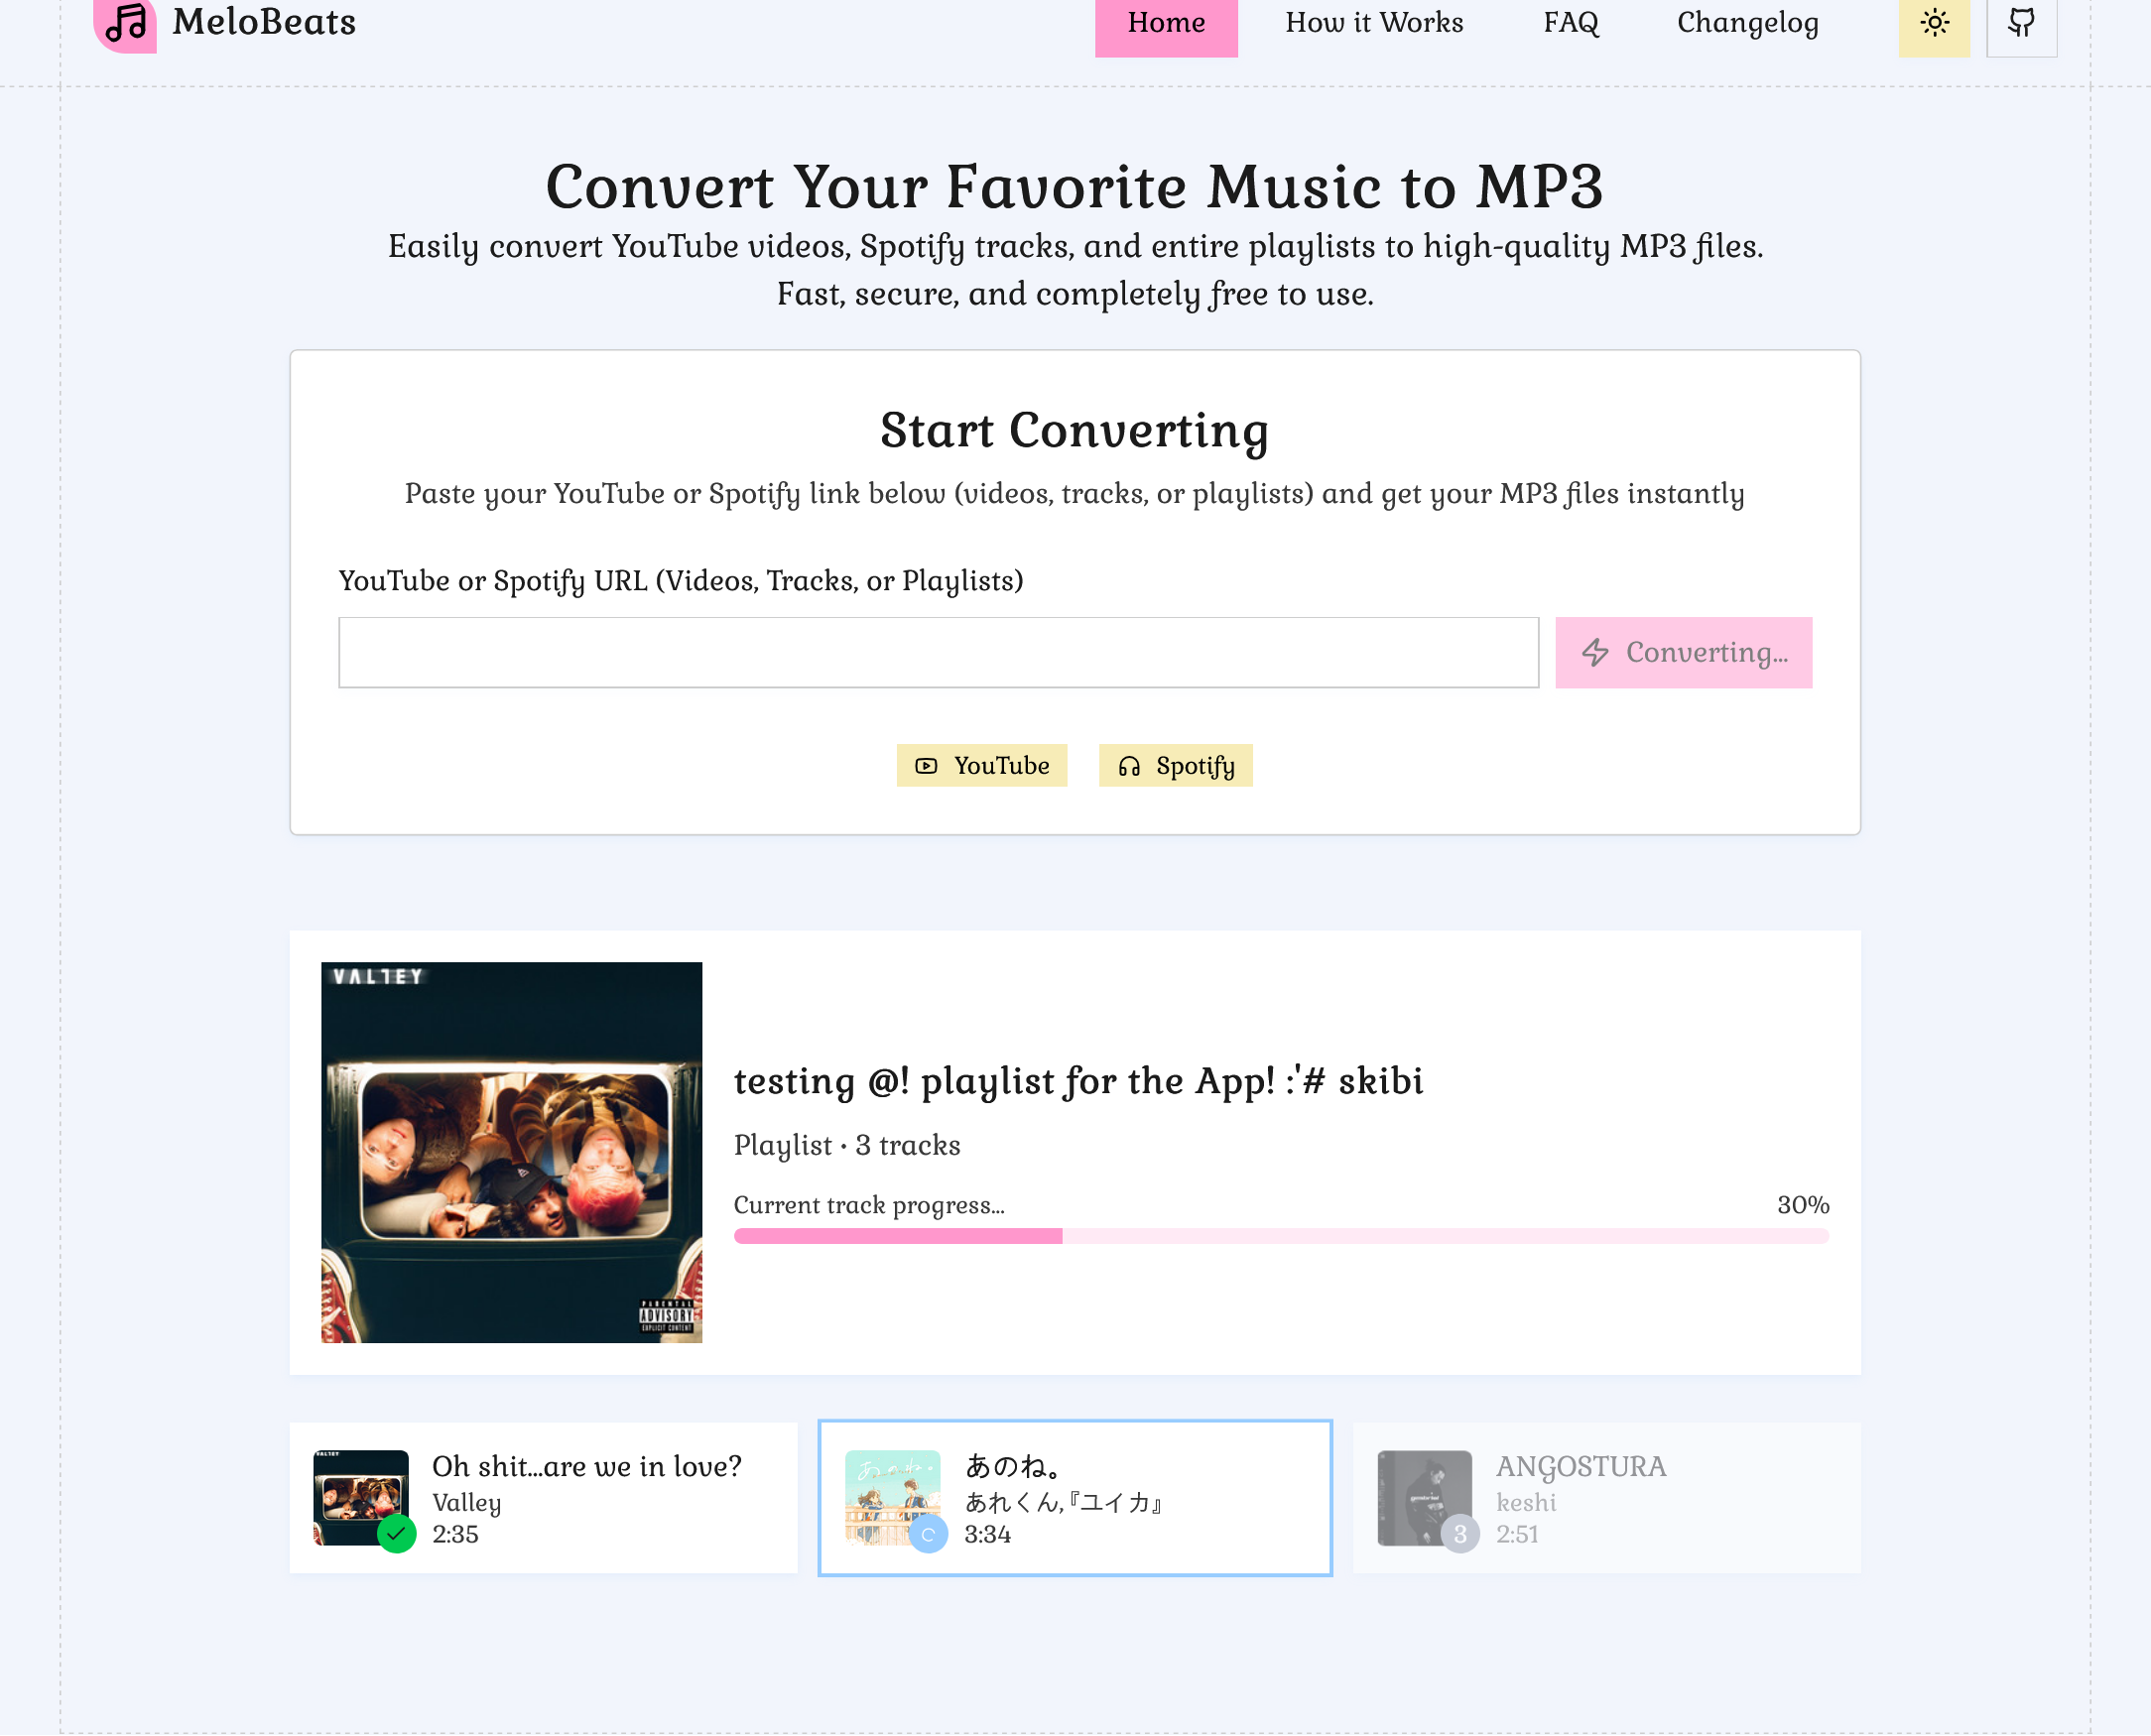 MeloBeats
Home
How it Works
FAQ
Changelog
Convert Your Favorite Music to MP3
Easily convert YouTube videos, Spotify tracks, and entire playlists to high-quality MP3 files.
Fast, secure, and completely free to use.
Start Converting
Paste your YouTube or Spotify link below (videos, tracks, or playlists) and get your MP3 files instantly
YouTube or Spotify URL (Videos, Tracks, or Playlists)
Converting...
YouTube
Spotify
VALLEY
PARENTAL
ADVISORY
EXPLICIT CONTENT
testing @! playlist for the App! :'# skibi
Playlist • 3 tracks
Current track progress...
30%
Oh shit...are we in love?
Valley
2:35
あのね。
あのね。
あれくん,『ユイカ』
3:34
3
ANGOSTURA
keshi
2:51